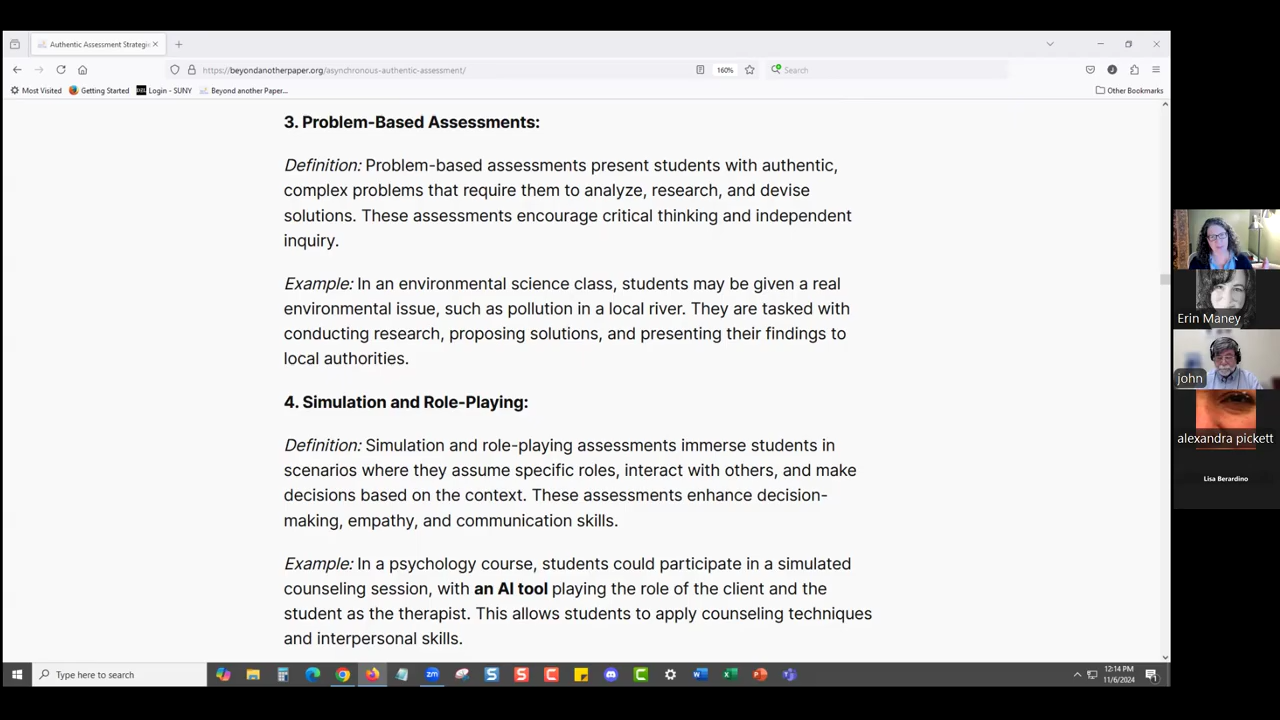 Authentic Assessment Strategie
https://beyondanotherpaper.org/asynchronous-authentic-assessment/
160%
Search
Most Visited
Getting Started
Login - SUNY
Beyond another Paper...
Other Bookmarks
3. Problem-Based Assessments:
Definition: Problem-based assessments present students with authentic,
complex problems that require them to analyze, research, and devise
solutions. These assessments encourage critical thinking and independent
inquiry.
Example: In an environmental science class, students may be given a real
environmental issue, such as pollution in a local river. They are tasked with
conducting research, proposing solutions, and presenting their findings to
local authorities.
4. Simulation and Role-Playing:
Definition: Simulation and role-playing assessments immerse students in
scenarios where they assume specific roles, interact with others, and make
decisions based on the context. These assessments enhance decision-
making, empathy, and communication skills.
Example: In a psychology course, students could participate in a simulated
counseling session, with an AI tool playing the role of the client and the
student as the therapist. This allows students to apply counseling techniques
and interpersonal skills.
Erin Maney
john
alexandra pickett
Lisa Berardino
Type here to search
12:14 PM
11/6/2024